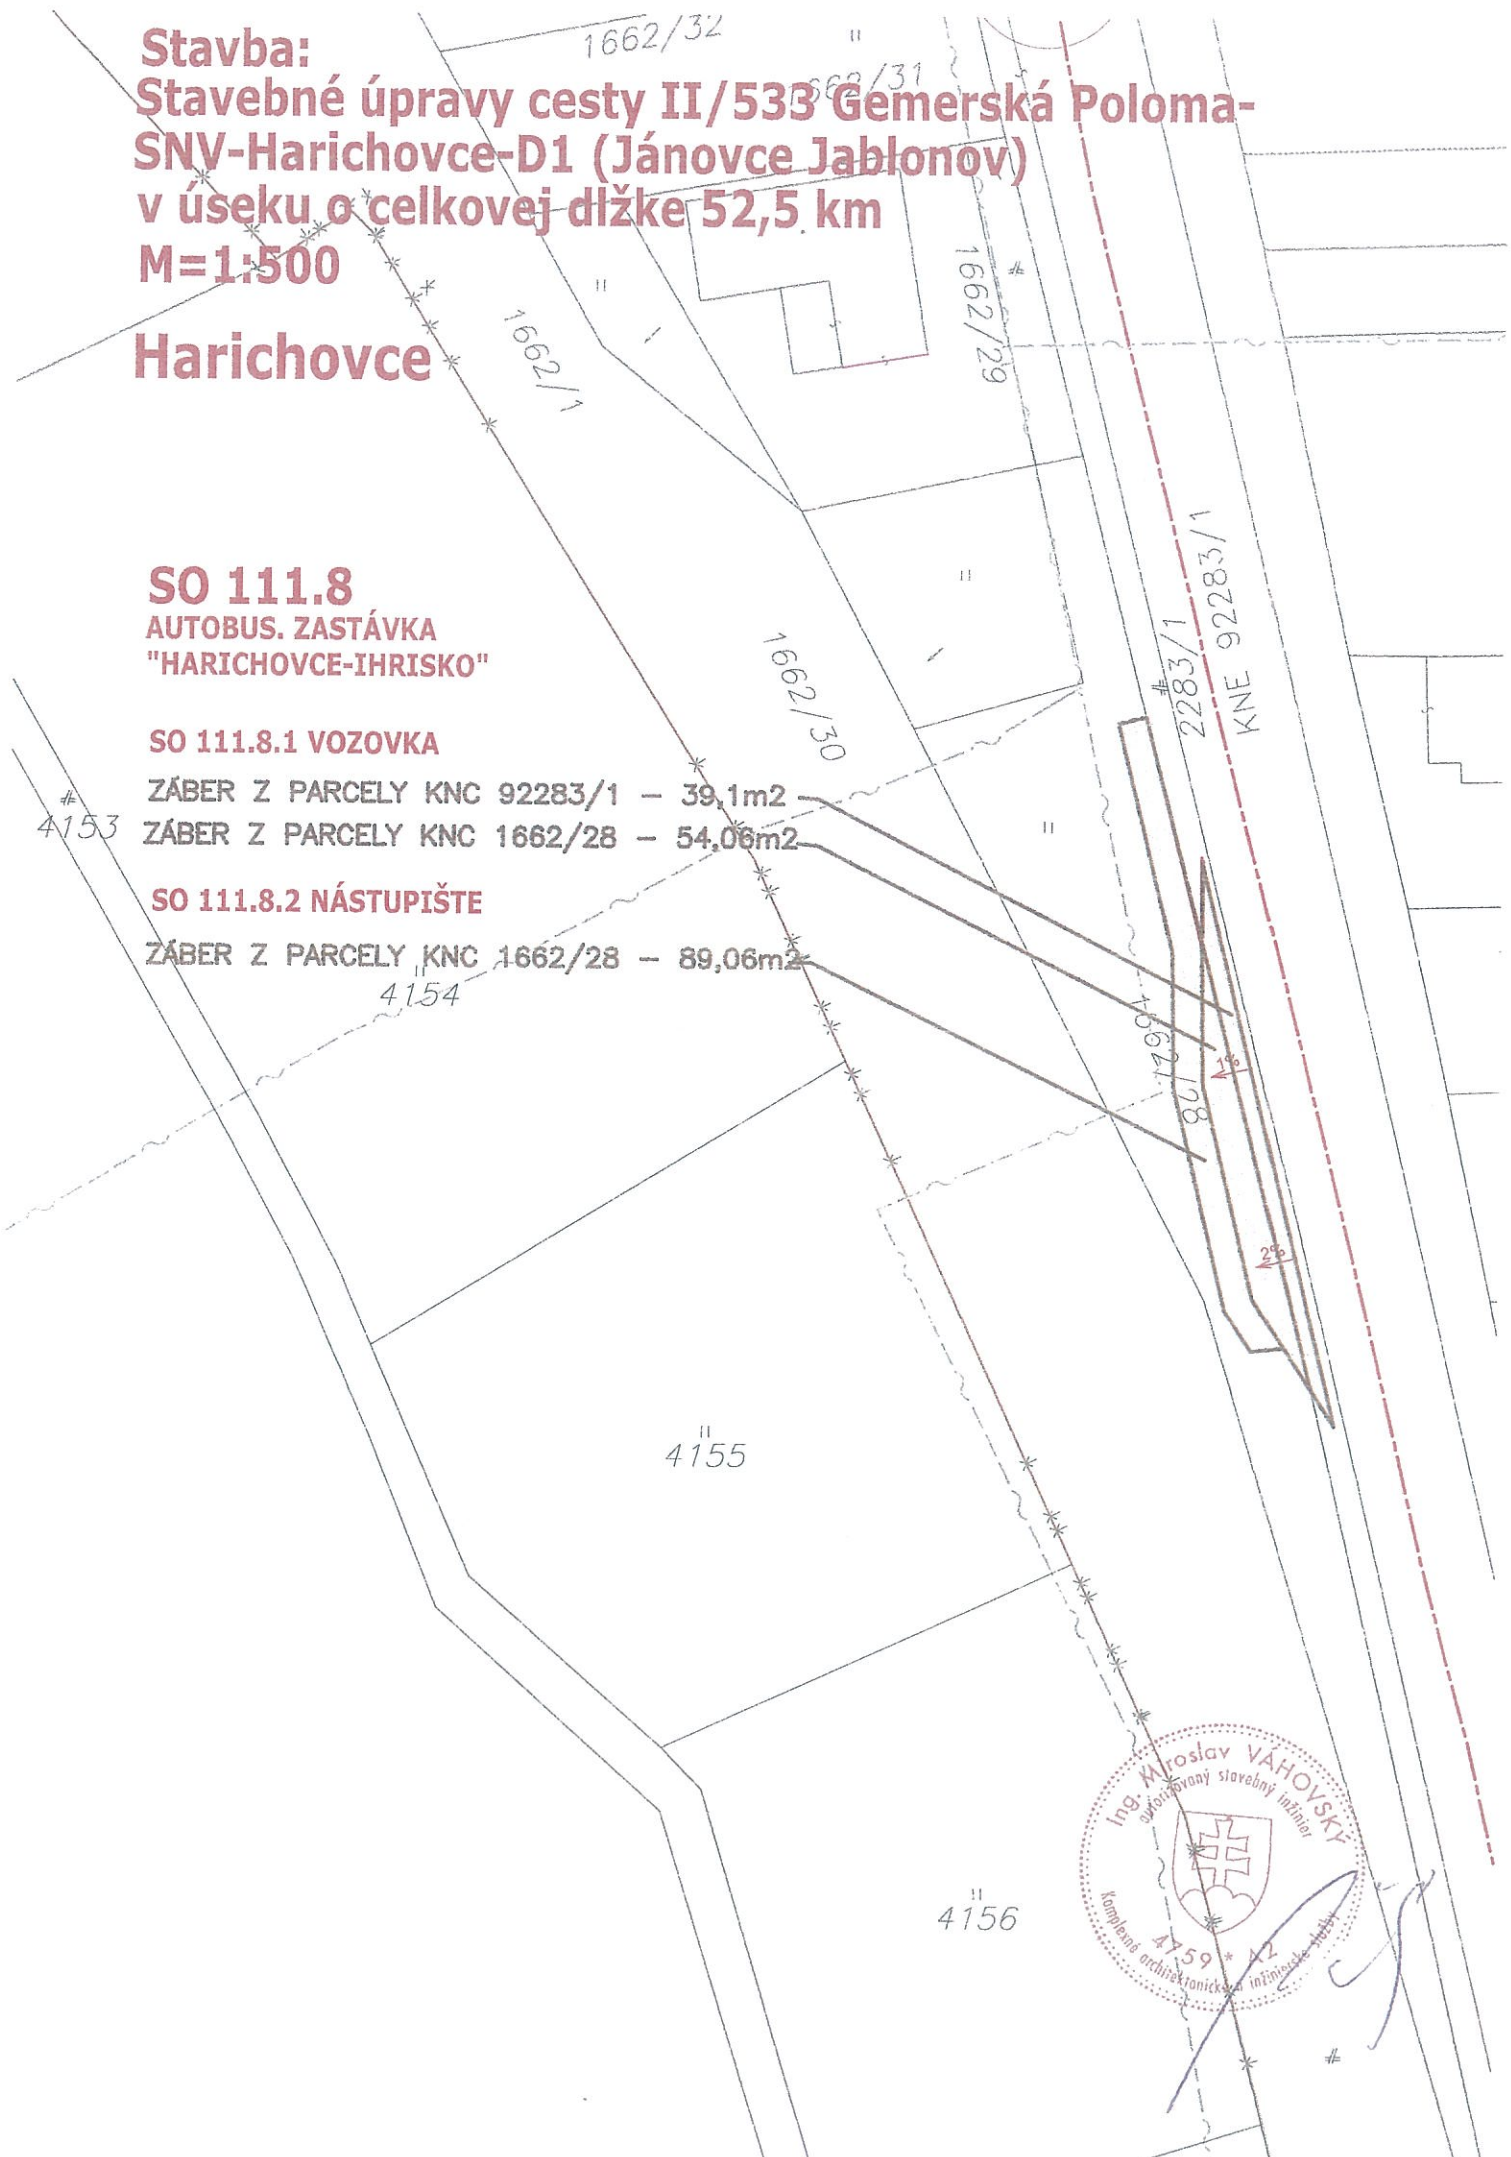 Stavba:
Stavebné úpravy cesty II/533 Gemerská Poloma-
SNV-Harichovce-D1 (Jánovce Jablonov)
v úseku o celkovej dĺžke 52,5 km
M=1:500
Harichovce
1662/32
1662/31
1662/29
1662/1
SO 111.8
AUTOBUS. ZASTÁVKA
"HARICHOVCE-IHRISKO"
1662/30
2283/1
KNE 92283/1
SO 111.8.1 VOZOVKA
ZÁBER Z PARCELY KNC 92283/1 – 39,1m2
ZÁBER Z PARCELY KNC 1662/28 – 54,06m2
4153
SO 111.8.2 NÁSTUPIŠTE
ZÁBER Z PARCELY KNC 1662/28 – 89,06m2
4154
1662/28
1%
2%
4155
4156
Ing. Miroslav VÁHOVSKÝ
autorizovaný stavebný inžinier
4759 * A2
Komplexné architektonické a inžinierske služby